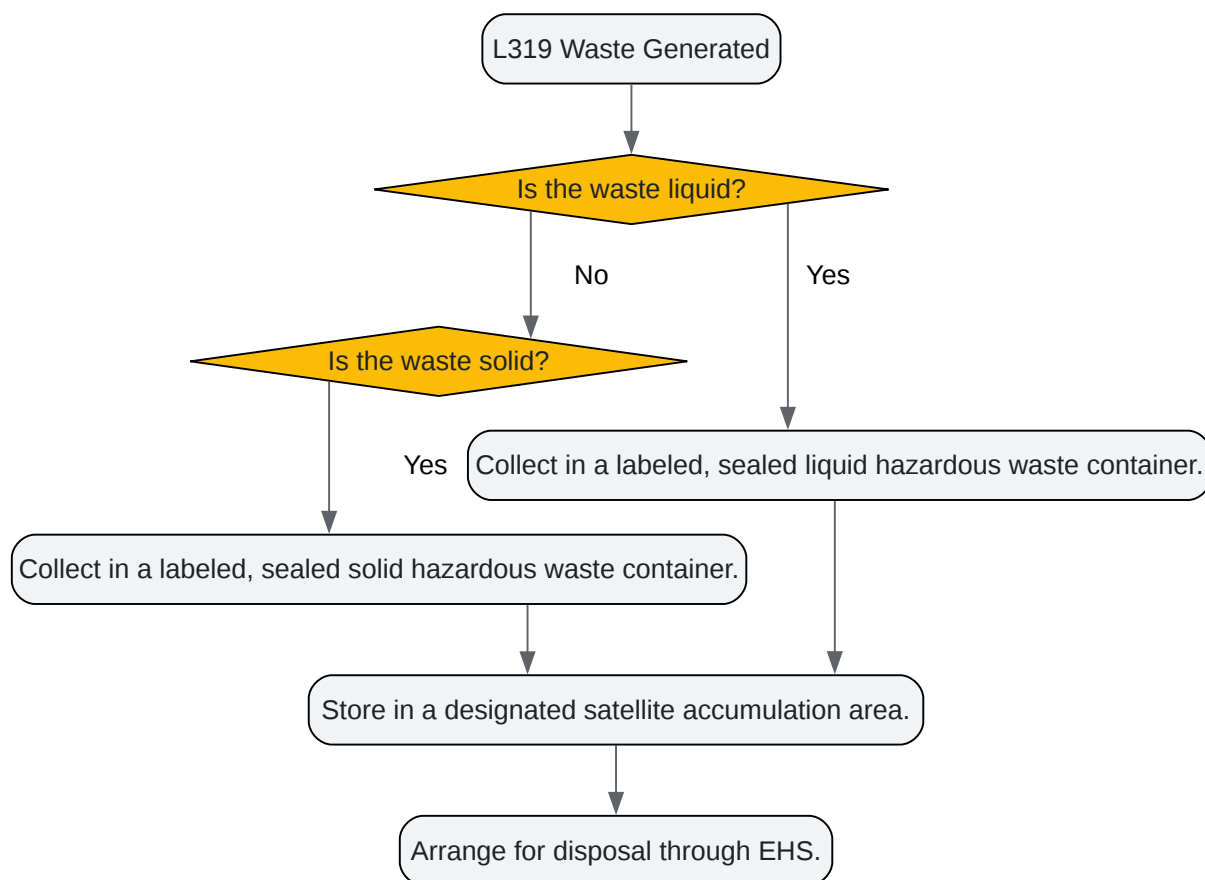 L319 Waste Generated
Is the waste liquid?
No
Yes
Is the waste solid?
Yes
Collect in a labeled, sealed liquid hazardous waste container.
Collect in a labeled, sealed solid hazardous waste container.
Store in a designated satellite accumulation area.
Arrange for disposal through EHS.